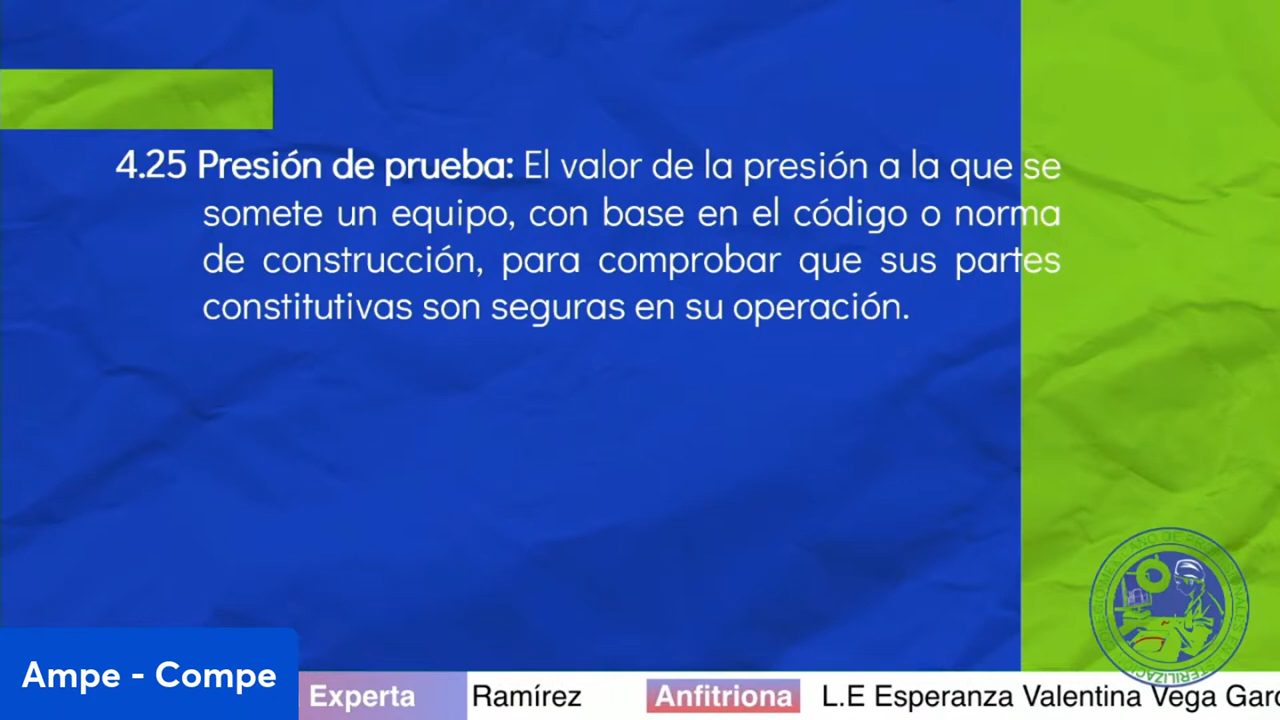 4.25 Presión de prueba: El valor de la presión a la que se
somete un equipo, con base en el código o norma
de construcción, para comprobar que sus partes
constitutivas son seguras en su operación.
Ampe - Compe
Experta
Ramírez
Anfitriona
L.E Esperanza Valentina Vega